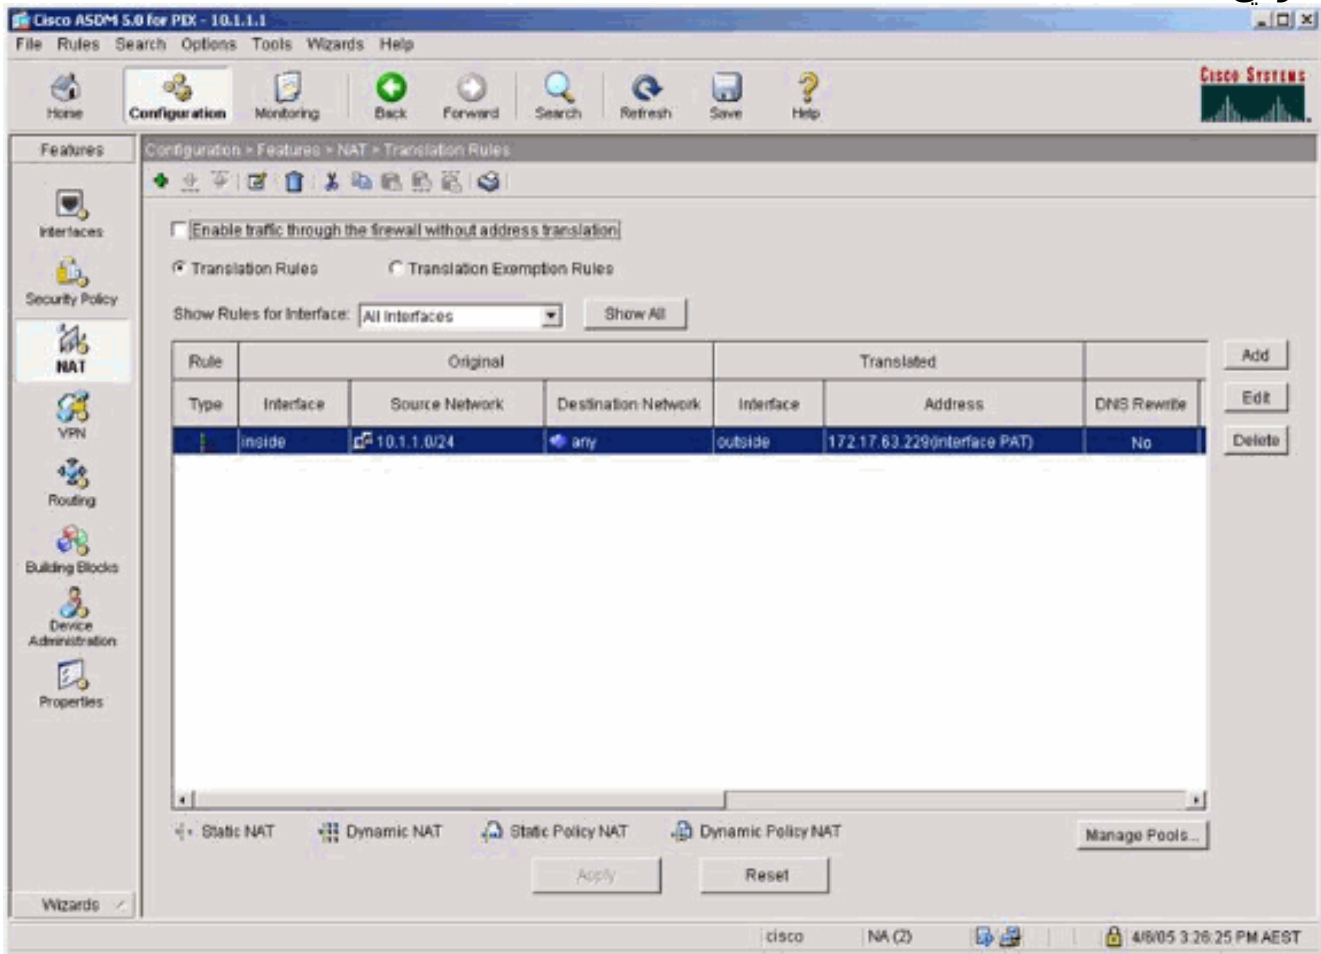 Cisco ASDM 5.0 for PIX - 10.1.1.1
File Rules Search Options Tools Wizards Help
Home Configuration Monitoring Back Forward Search Refresh Save Help
CISCO SYSTEMS
Features
Configuration > Features > NAT > Translation Rules
Interfaces
Security Policy
NAT
VPN
Routing
Building Blocks
Device
Administration
Properties
Wizards
Enable traffic through the firewall without address translation
Translation Rules Translation Exemption Rules
Show Rules for Interface: All Interfaces Show All
Rule Original Translated
Type Interface Source Network Destination Network Interface Address DNS Rewrite
inside 10.1.1.0/24 any outside 172.17.63.229(interface PAT) No
Add
Edit
Delete
Static NAT Dynamic NAT Static Policy NAT Dynamic Policy NAT
Manage Pools...
Apply Reset
cisco NA (2) 4/6/05 3:26:25 PM AEST